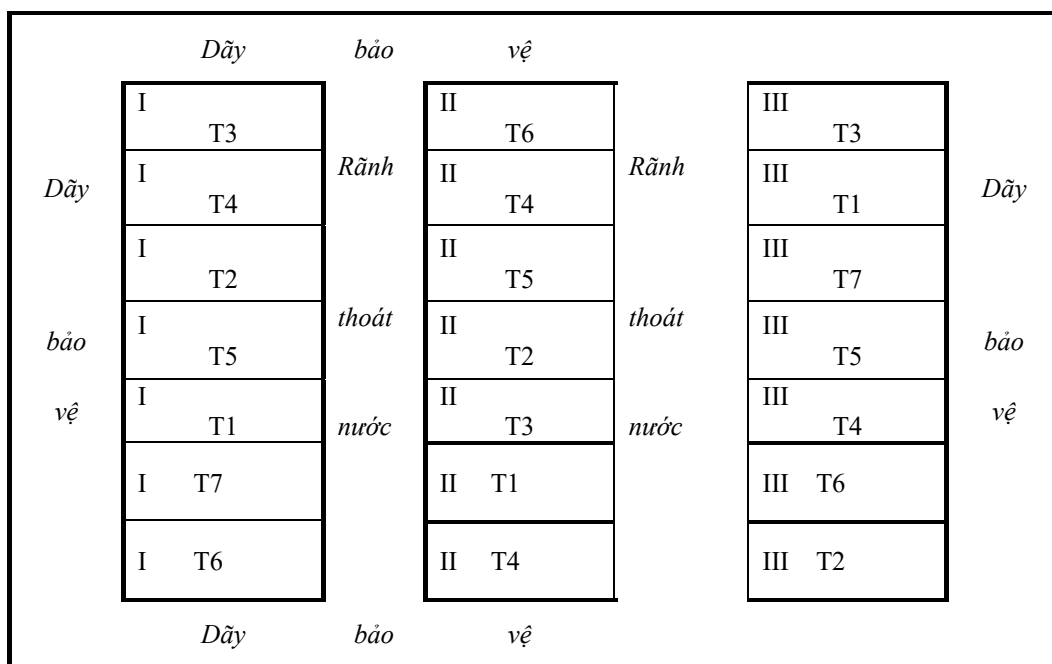 Dãy bảo vệ
I II III
T3 T6 T3
Rãnh Rãnh
I II III
Dãy T4 T4 T1 Dãy
I II III
T2 T5 T7
thoát thoát
I II III
bảo T5 T2 T5 bảo
I II III
vệ T1 nước T3 nước T4 vệ
I T7 II T1 III T6
I T6 II T4 III T2
Dãy bảo vệ